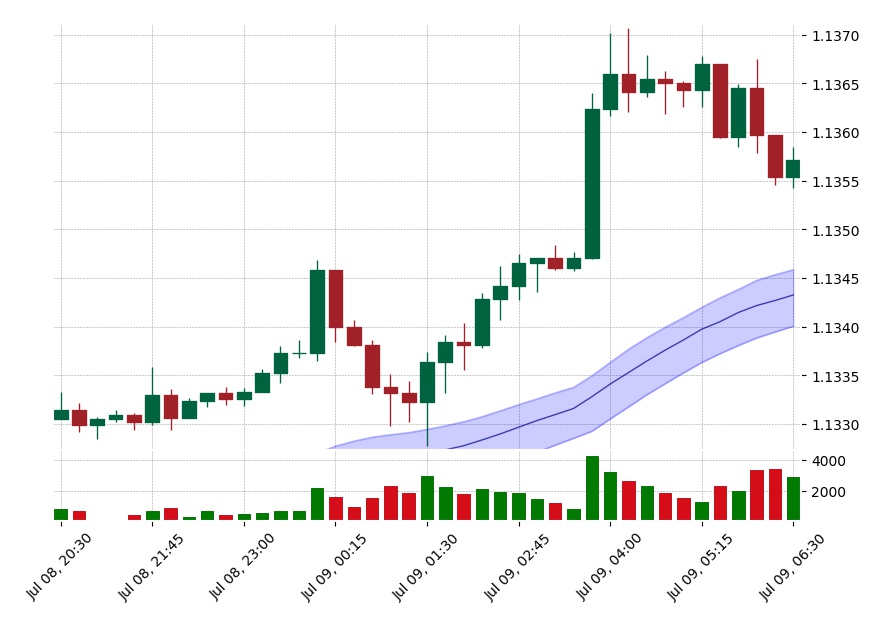 1.1370
1.1365
1.1360
1.1355
1.1350
1.1345
1.1340
1.1335
1.1330
4000
2000
Jul 08, 20:30
Jul 08, 21:45
Jul 08, 23:00
Jul 09, 00:15
Jul 09, 01:30
Jul 09, 02:45
Jul 09, 04:00
Jul 09, 05:15
Jul 09, 06:30